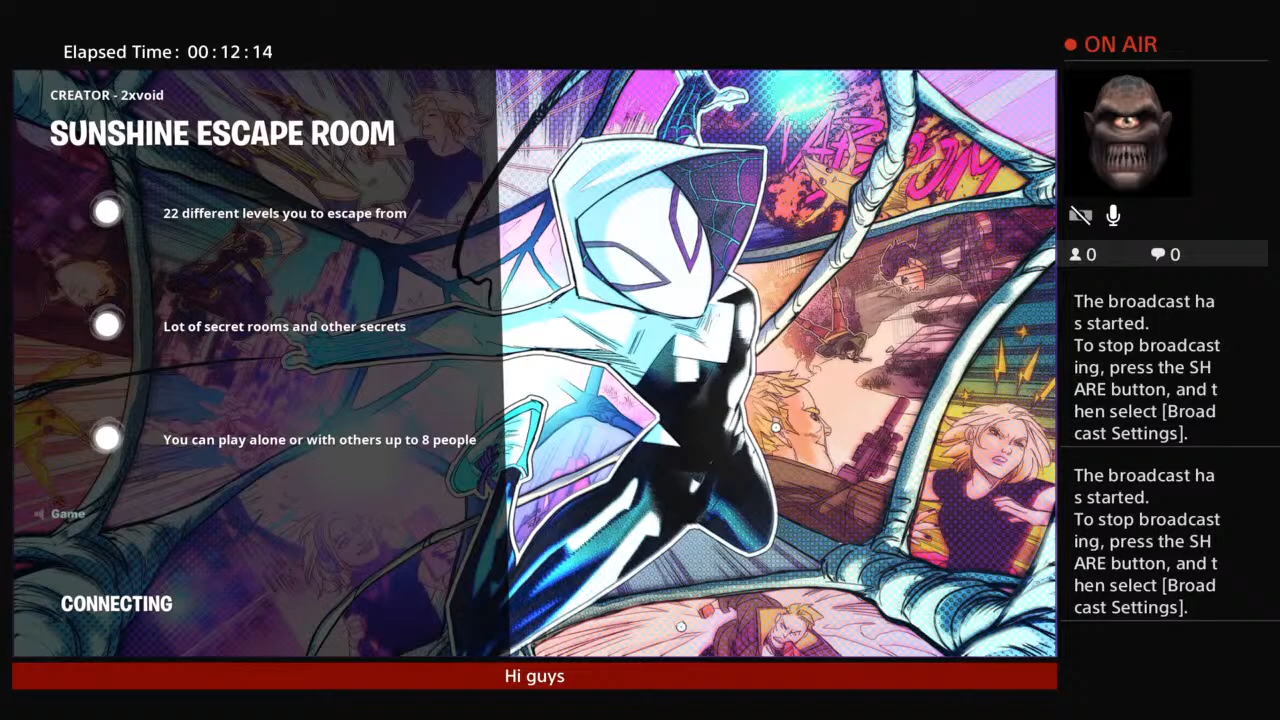 Elapsed Time: 00:12:14
ON AIR
CREATOR - 2xvoid
SUNSHINE ESCAPE ROOM
22 different levels you to escape from
Lot of secret rooms and other secrets
You can play alone or with others up to 8 people
Game
CONNECTING
Hi guys
0
0
The broadcast ha
s started.
To stop broadcast
ing, press the SH
ARE button, and t
hen select [Broad
cast Settings].
The broadcast ha
s started.
To stop broadcast
ing, press the SH
ARE button, and t
hen select [Broad
cast Settings].